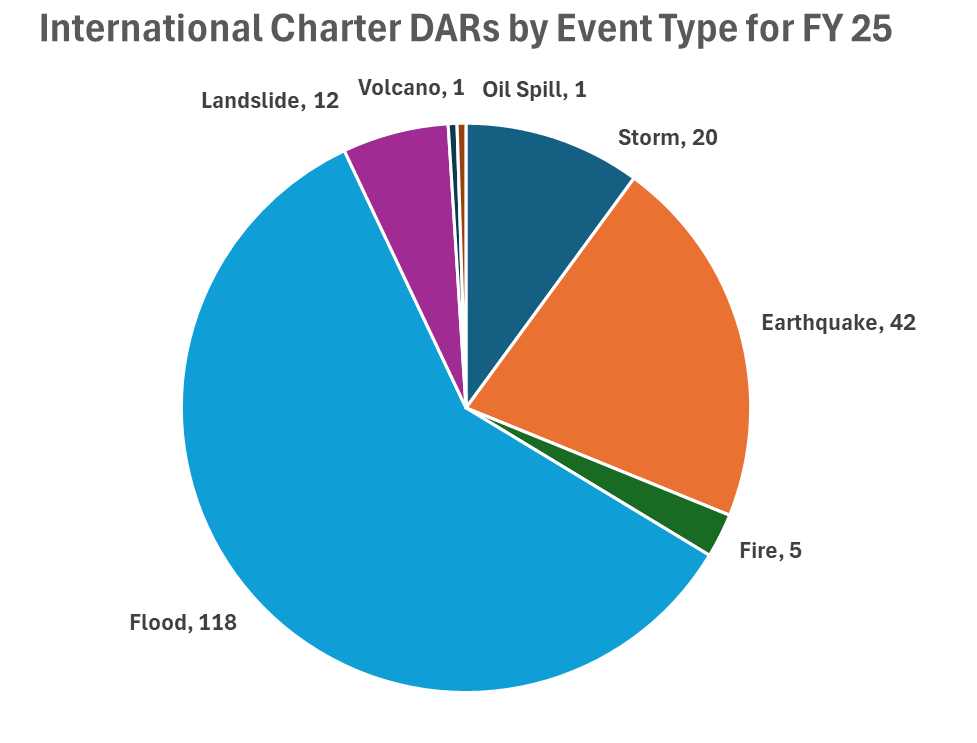 International Charter DARs by Event Type for FY 25
Volcano, 1
Oil Spill, 1
Landslide, 12
Storm, 20
Earthquake, 42
Fire, 5
Flood, 118